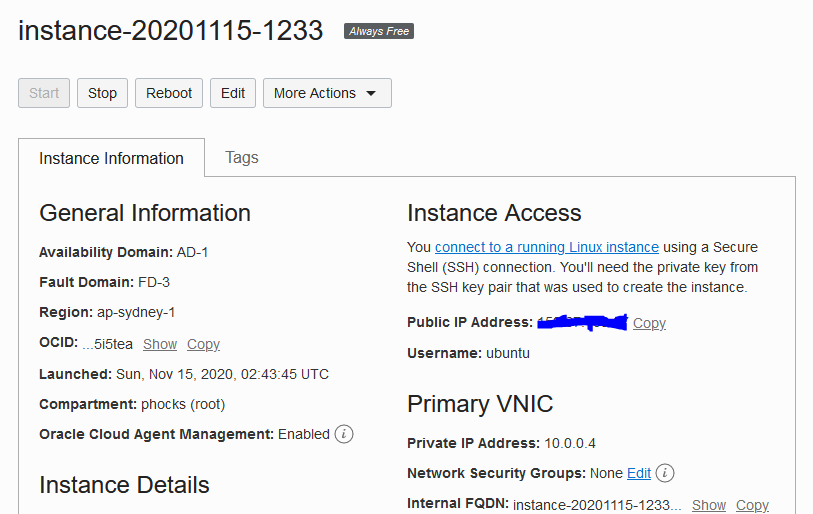 instance-20201115-1233 Always Free
Start Stop Reboot Edit More Actions
Instance Information Tags
General Information
Availability Domain: AD-1
Fault Domain: FD-3
Region: ap-sydney-1
OCID: ...5i5tea Show Copy
Launched: Sun, Nov 15, 2020, 02:43:45 UTC
Compartment: phocks (root)
Oracle Cloud Agent Management: Enabled i
Instance Details
Instance Access
You connect to a running Linux instance using a Secure
Shell (SSH) connection. You'll need the private key from
the SSH key pair that was used to create the instance.
Public IP Address: Copy
Username: ubuntu
Primary VNIC
Private IP Address: 10.0.0.4
Network Security Groups: None Edit i
Internal FQDN: instance-20201115-1233... Show Copy